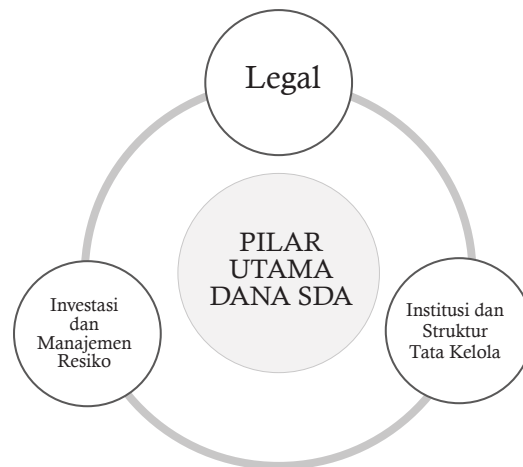 Legal
PILAR
UTAMA
DANA SDA
Investasi
dan
Manajemen
Resiko
Institusi dan
Struktur
Tata Kelola